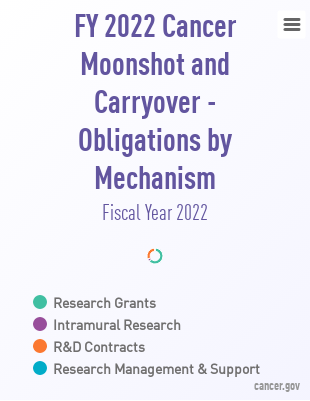 FY 2022 Cancer
Moonshot and
Carryover -
Obligations by
Mechanism
Fiscal Year 2022
Research Grants
Intramural Research
R&D Contracts
Research Management & Support
cancer.gov